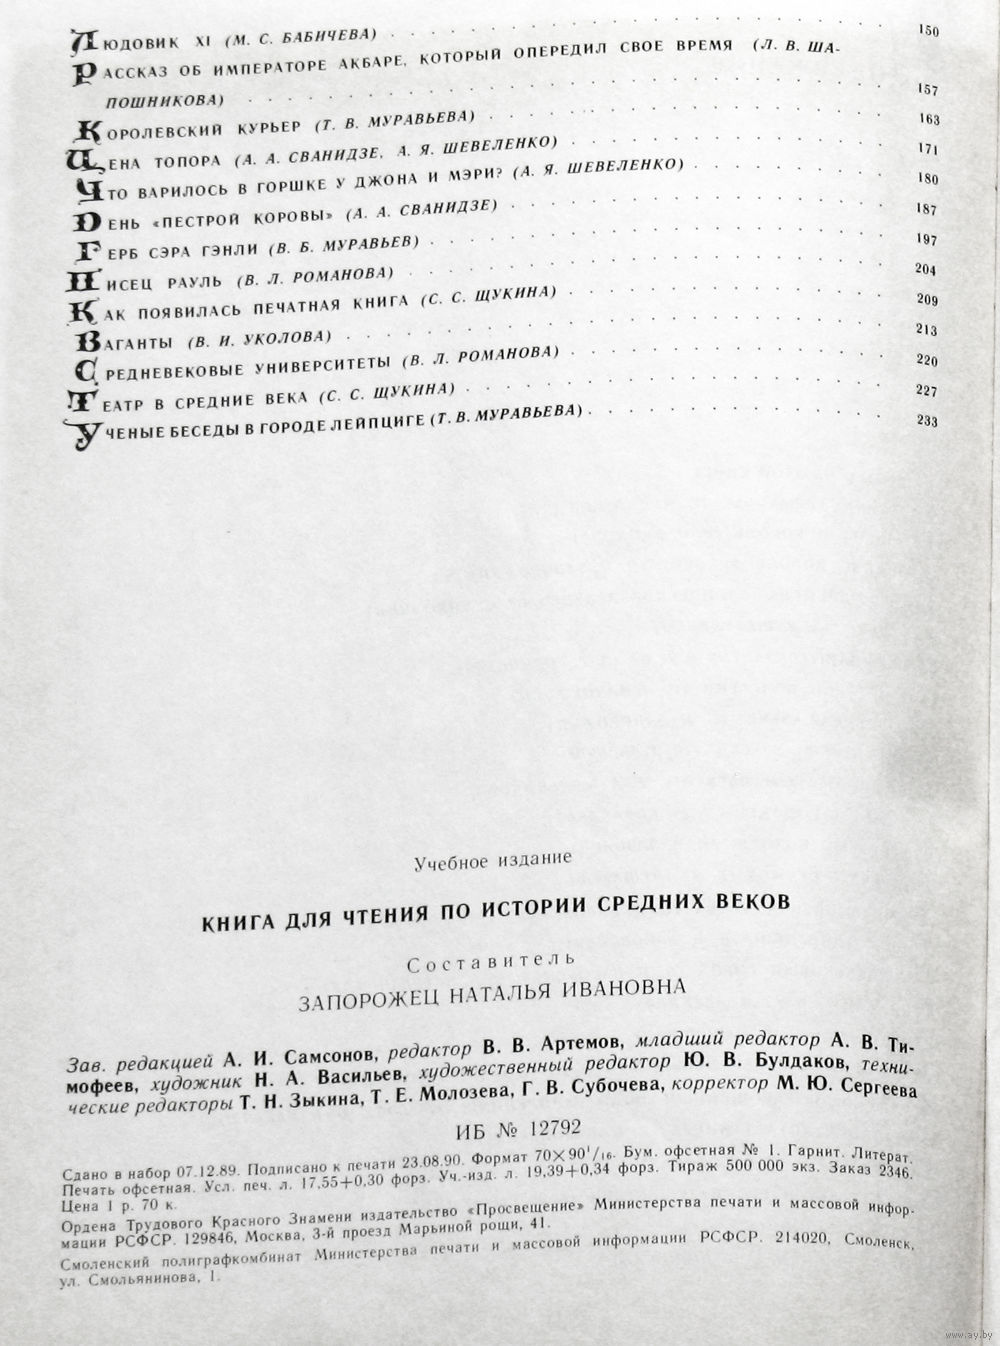 ЛЮДОВИК XI (М. С. БАБИЧЕВА) 150
РАССКАЗ ОБ ИМПЕРАТОРЕ АКБАРЕ, КОТОРЫЙ ОПЕРЕДИЛ СВОЕ ВРЕМЯ (Л. В. ША-
ПОШНИКОВА) 157
КОРОЛЕВСКИЙ КУРЬЕР (Т. В. МУРАВЬЕВА) 163
ЦЕНА ТОПОРА (А. А. СВАНИДЗЕ, А. Я. ШЕВЕЛЕНКО) 171
ЧТО ВАРИЛОСЬ В ГОРШКЕ У ДЖОНА И МЭРИ? (А. Я. ШЕВЕЛЕНКО) 180
DЕНЬ «ПЕСТРОЙ КОРОВЫ» (А. А. СВАНИДЗЕ) 187
ГЕРБ СЭРА ГЭНЛИ (В. Б. МУРАВЬЕВ) 197
ПИСЕЦ РАУЛЬ (В. Л. РОМАНОВА) 204
КАК ПОЯВИЛАСЬ ПЕЧАТНАЯ КНИГА (С. С. ЩУКИНА) 209
ВАГАНТЫ (В. И. УКОЛОВА) 213
СРЕДНЕВЕКОВЫЕ УНИВЕРСИТЕТЫ (В. Л. РОМАНОВА) 220
ТЕАТР В СРЕДНИЕ ВЕКА (С. С. ЩУКИНА) 227
УЧЕНЫЕ БЕСЕДЫ В ГОРОДЕ ЛЕЙПЦИГЕ (Т. В. МУРАВЬЕВА) 233
Учебное издание
КНИГА ДЛЯ ЧТЕНИЯ ПО ИСТОРИИ СРЕДНИХ ВЕКОВ
Составитель
ЗАПОРОЖЕЦ НАТАЛЬЯ ИВАНОВНА
Зав. редакцией А. И. Самсонов, редактор В. В. Артемов, младший редактор А. В. Ти-
мофеев, художник Н. А. Васильев, художественный редактор Ю. В. Булдаков, техни-
ческие редакторы Т. Н. Зыкина, Т. Е. Молозева, Г. В. Субочева, корректор М. Ю. Сергеева
ИБ № 12792
Сдано в набор 07.12.89. Подписано к печати 23.08.90. Формат 70×90¹/₁₆. Бум. офсетная № 1. Гарнит. Литерат.
Печать офсетная. Усл. печ. л. 17,55+0,30 форз. Уч.-изд. л. 19,39+0,34 форз. Тираж 500 000 экз. Заказ 2346.
Цена 1 р. 70 к.
Ордена Трудового Красного Знамени издательство «Просвещение» Министерства печати и массовой инфор-
мации РСФСР. 129846, Москва, 3-й проезд Марьиной рощи, 41.
Смоленский полиграфкомбинат Министерства печати и массовой информации РСФСР. 214020, Смоленск,
ул. Смольянинова, 1.
www.ay.by